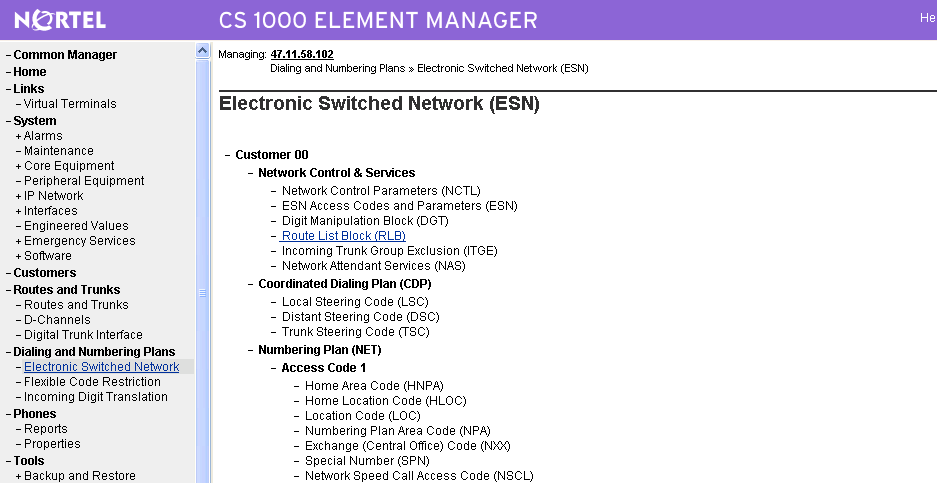 NORTEL
CS 1000 ELEMENT MANAGER
He
– Common Manager
– Home
– Links
– Virtual Terminals
– System
+ Alarms
– Maintenance
+ Core Equipment
– Peripheral Equipment
+ IP Network
+ Interfaces
– Engineered Values
+ Emergency Services
+ Software
– Customers
– Routes and Trunks
– Routes and Trunks
– D-Channels
– Digital Trunk Interface
– Dialing and Numbering Plans
– Electronic Switched Network
– Flexible Code Restriction
– Incoming Digit Translation
– Phones
– Reports
– Properties
– Tools
+ Backup and Restore
Managing: 47.11.58.102
Dialing and Numbering Plans » Electronic Switched Network (ESN)
Electronic Switched Network (ESN)
– Customer 00
– Network Control & Services
– Network Control Parameters (NCTL)
– ESN Access Codes and Parameters (ESN)
– Digit Manipulation Block (DGT)
– Route List Block (RLB)
– Incoming Trunk Group Exclusion (ITGE)
– Network Attendant Services (NAS)
– Coordinated Dialing Plan (CDP)
– Local Steering Code (LSC)
– Distant Steering Code (DSC)
– Trunk Steering Code (TSC)
– Numbering Plan (NET)
– Access Code 1
– Home Area Code (HNPA)
– Home Location Code (HLOC)
– Location Code (LOC)
– Numbering Plan Area Code (NPA)
– Exchange (Central Office) Code (NXX)
– Special Number (SPN)
– Network Speed Call Access Code (NSCL)